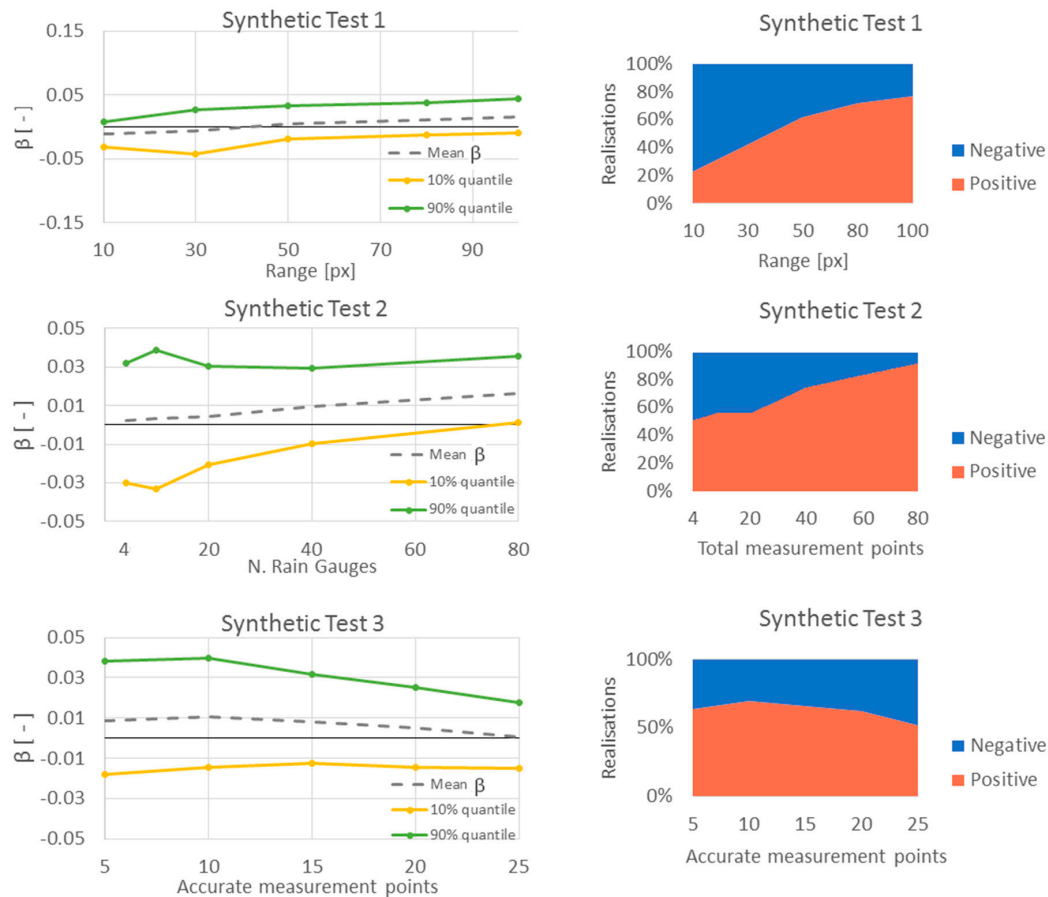 Synthetic Test 1
0.15
0.05
-0.05
-0.15
β [ - ]
Mean β
10% quantile
90% quantile
10 30 50 70 90
Range [px]
Synthetic Test 1
100%
80%
60%
40%
20%
0%
Realisations
Negative
Positive
10 30 50 80 100
Range [px]
Synthetic Test 2
0.05
0.03
0.01
-0.01
-0.03
-0.05
β [ - ]
Mean β
10% quantile
90% quantile
4 20 40 60 80
N. Rain Gauges
Synthetic Test 2
100%
80%
60%
40%
20%
0%
Realisations
Negative
Positive
4 20 40 60 80
Total measurement points
Synthetic Test 3
0.05
0.03
0.01
-0.01
-0.03
-0.05
β [ - ]
Mean β
10% quantile
90% quantile
5 10 15 20 25
Accurate measurement points
Synthetic Test 3
100%
50%
0%
Realisations
Negative
Positive
5 10 15 20 25
Accurate measurement points